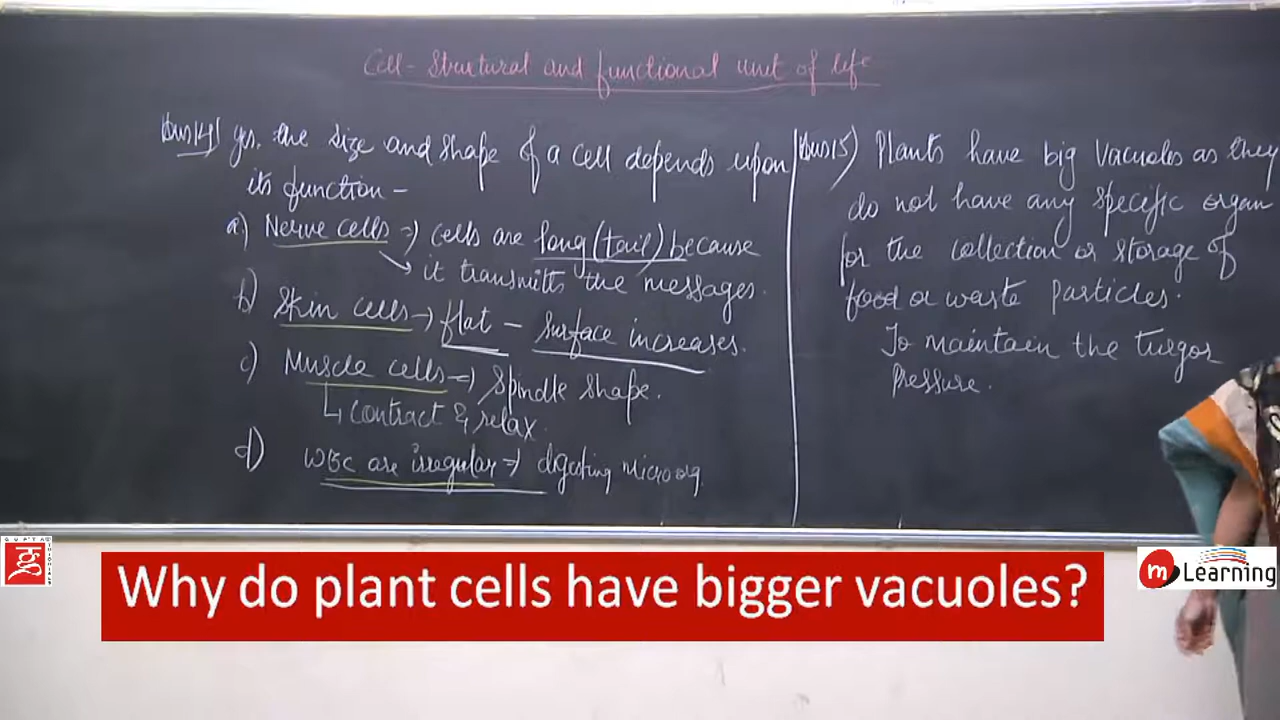 Cell - Structural and functional unit of life
Ans14) Yes, the size and shape of a cell depends upon
its function -
a.) Nerve cells => cells are long (tail) because
it transmitts the messages.
b) Skin cells -> flat - Surface increases.
c) Muscle cells => Spindle shape.
↳ contract & relax.
d) WBC are irregular => digesting microorg.
Ans15) Plants have big vacuoles as they
do not have any specific organ
for the collection or storage of
food or waste particles.
To maintain the turgor
pressure.
GUPTA
m Learning
Why do plant cells have bigger vacuoles?